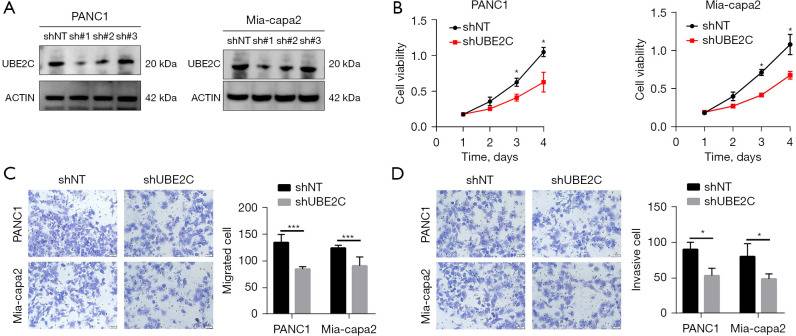 A
PANC1
shNT sh#1 sh#2 sh#3
UBE2C
20 kDa
ACTIN
42 kDa
Mia-capa2
shNT sh#1 sh#2 sh#3
UBE2C
20 kDa
ACTIN
42 kDa
B
PANC1
shNT
shUBE2C
Cell viability
1.5
1.0
0.5
0.0
* *
0 1 2 3 4
Time, days
Mia-capa2
shNT
shUBE2C
Cell viability
1.5
1.0
0.5
0.0
* *
0 1 2 3 4
Time, days
C
shNT shUBE2C
PANC1
Mia-capa2
shNT
shUBE2C
Migrated cell
200
150
100
50
0
*** ***
PANC1 Mia-capa2
D
shNT shUBE2C
PANC1
Mia-capa2
shNT
shUBE2C
Invasive cell
150
100
50
0
* *
PANC1 Mia-capa2